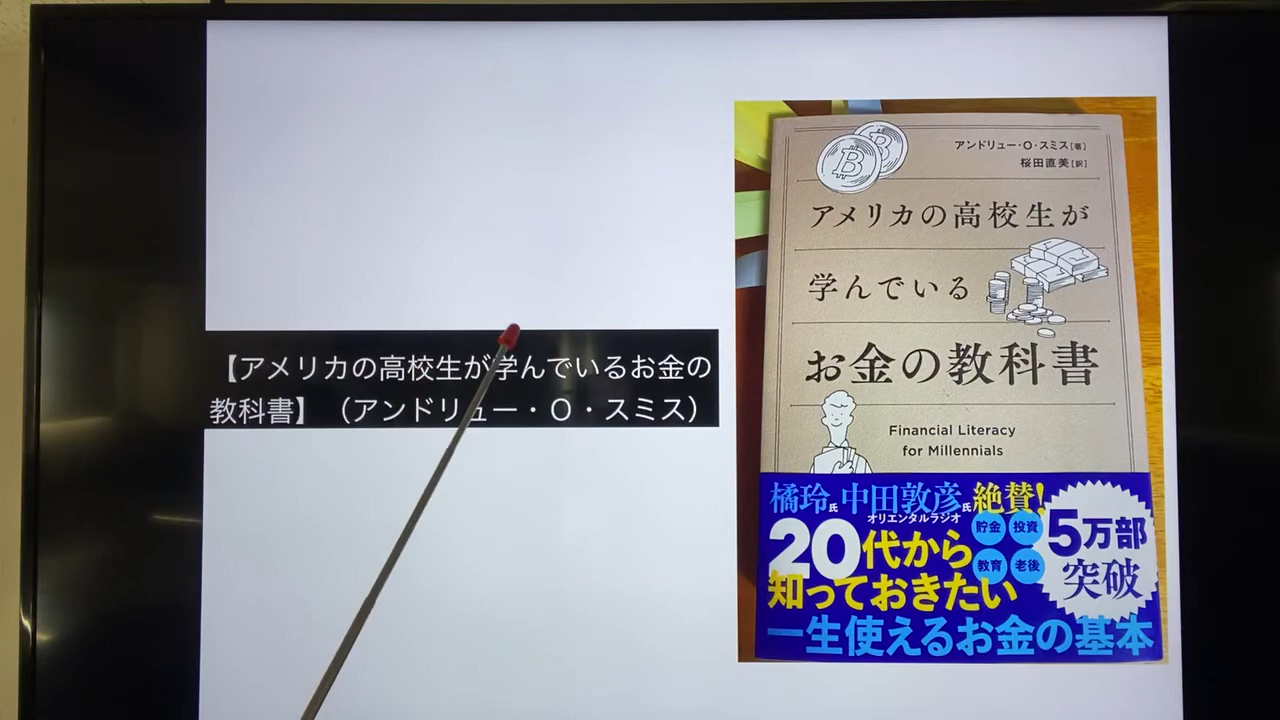 【アメリカの高校生が学んでいるお金の
教科書】（アンドリュー・O・スミス）
アンドリュー・O・スミス[著]
桜田直美[訳]
アメリカの高校生が
学んでいる
お金の教科書
Financial Literacy
for Millennials
橘玲氏 中田敦彦氏 絶賛!
オリエンタルラジオ
20代から
知っておきたい
貯金 投資
教育 老後
5万部
突破
一生使えるお金の基本